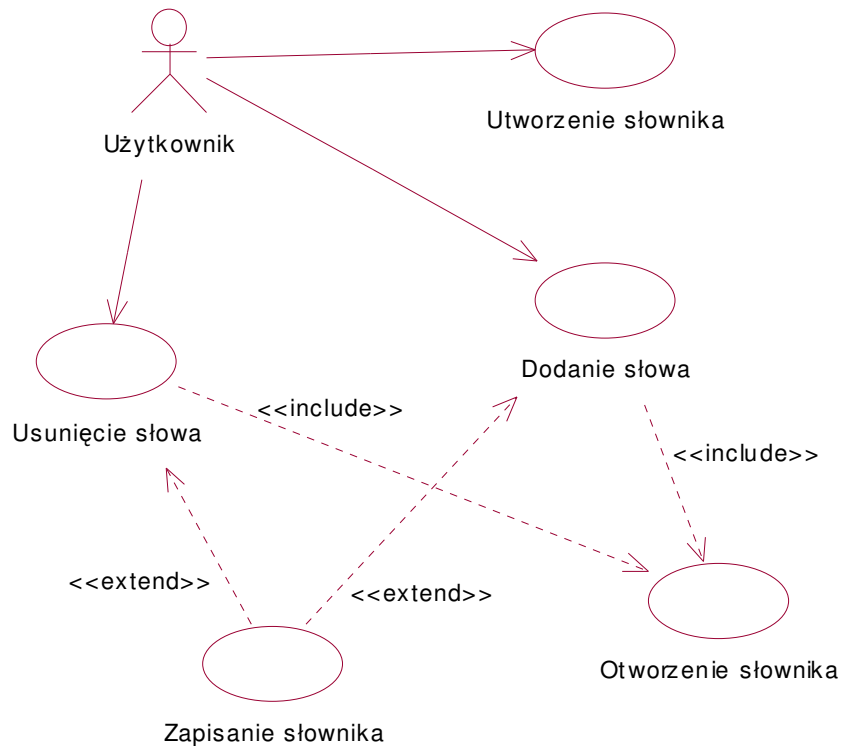 Utworzenie słownika
Użytkownik
Dodanie słowa
<<include>>
Usunięcie słowa
<<include>>
<<extend>>
<<extend>>
Otworzenie słownika
Zapisanie słownika